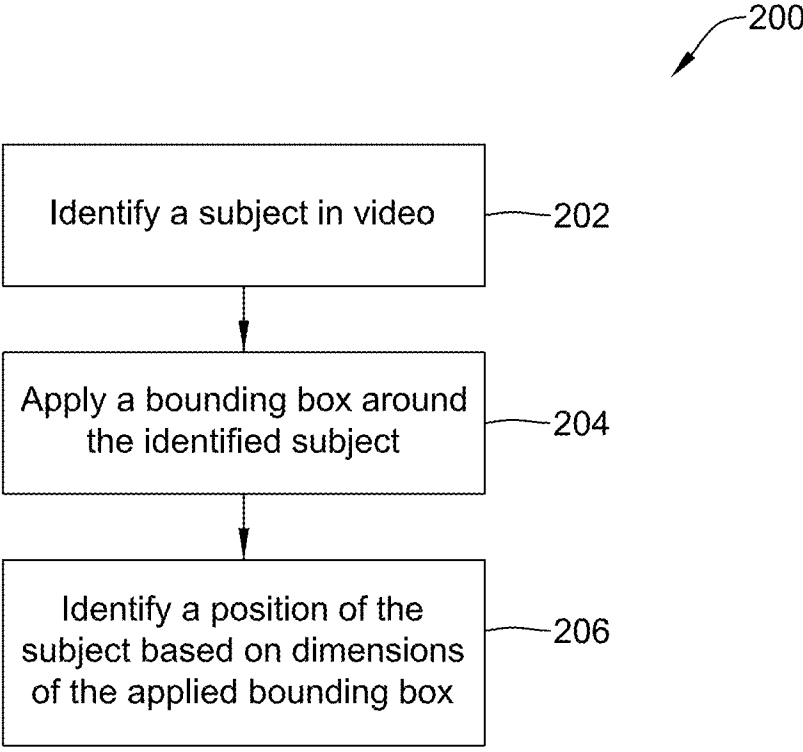 200
Identify a subject in video
202
Apply a bounding box around
the identified subject
204
Identify a position of the
subject based on dimensions
of the applied bounding box
206